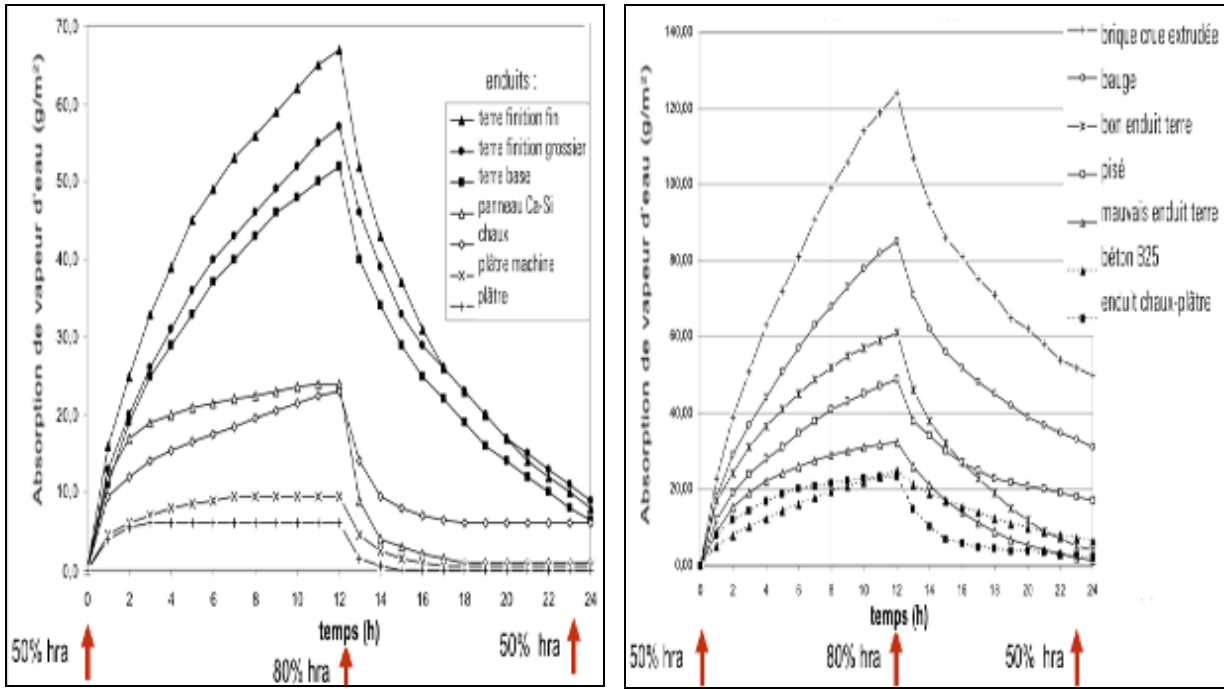 Absorption de vapeur d'eau (g/m²)
70,0
60,0
50,0
40,0
30,0
20,0
10,0
0,0
enduits :
terre finition fin
terre finition grossier
terre base
panneau Ca-Si
chaux
plâtre machine
plâtre
0 2 4 6 8 10 12 14 16 18 20 22 24
temps (h)
50% hra
80% hra
50% hra
Absorption de vapeur d'eau (g/m²)
140,00
120,00
100,00
80,00
60,00
40,00
20,00
0,00
brique crue extrudée
bauge
bon enduit terre
pisé
mauvais enduit terre
béton B25
enduit chaux-plâtre
0 2 4 6 8 10 12 14 16 18 20 22 24
temps (h)
50% hra
80% hra
50% hra